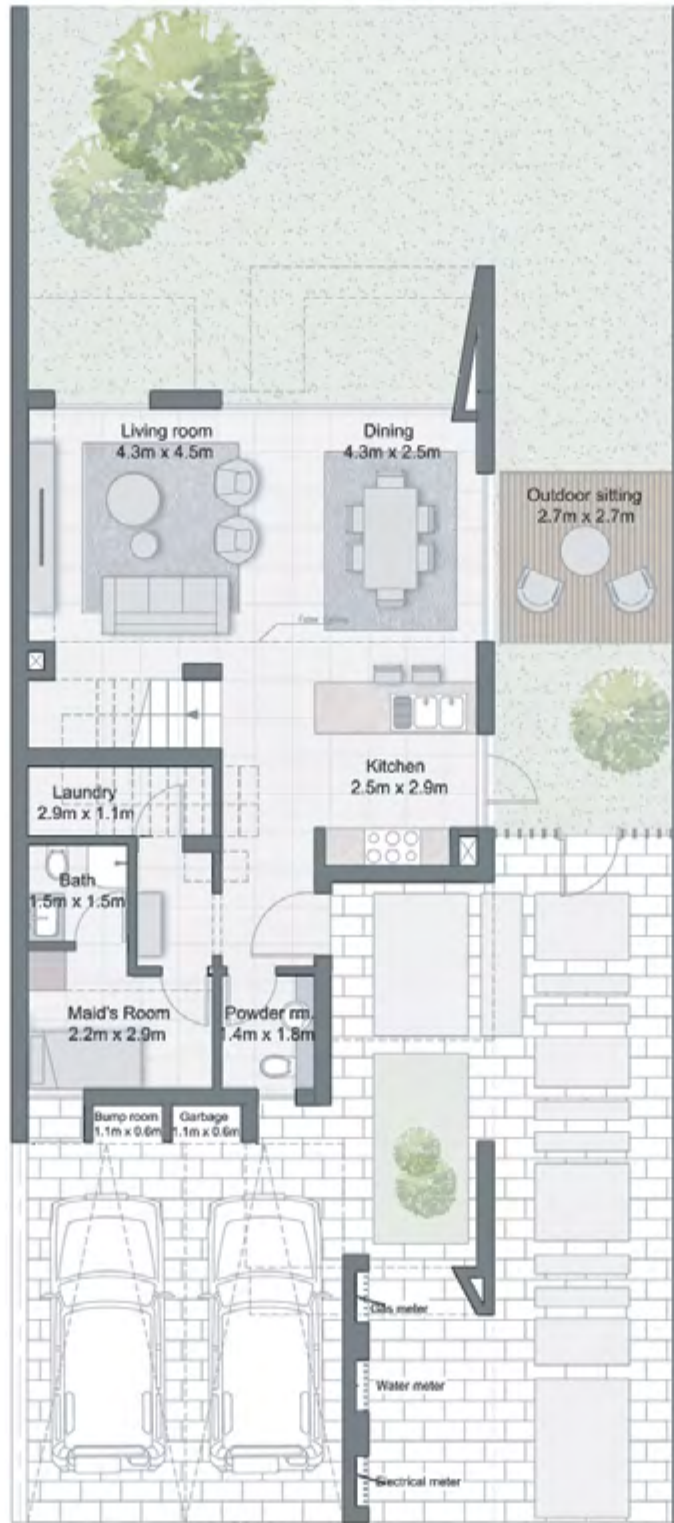 Living room
4.3m x 4.5m
Dining
4.3m x 2.5m
Outdoor sitting
2.7m x 2.7m
Kitchen
2.5m x 2.9m
Laundry
2.9m x 1.1m
Bath
1.5m x 1.5m
Maid's Room
2.2m x 2.9m
Powder rm.
1.4m x 1.8m
Bump room
1.1m x 0.6m
Garbage
1.1m x 0.6m
Gas meter
Water meter
Electrical meter